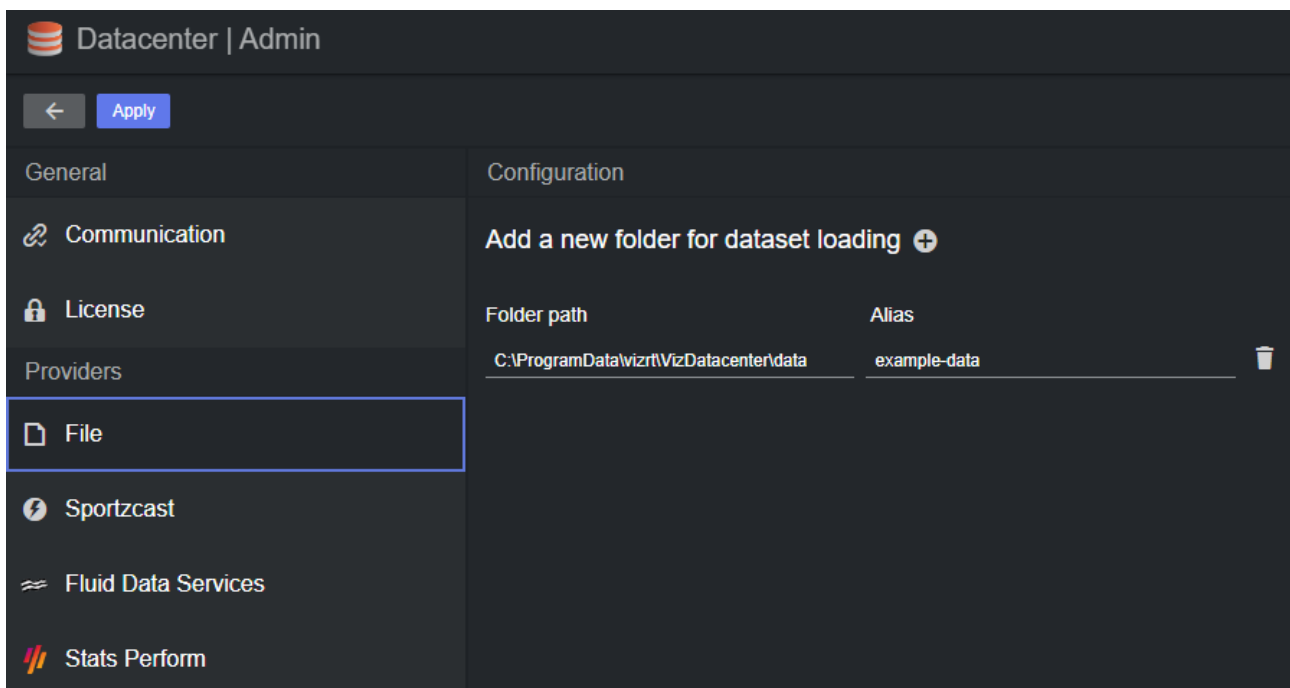 Datacenter | Admin
Apply
General
Communication
License
Providers
File
Sportzcast
Fluid Data Services
Stats Perform
Configuration
Add a new folder for dataset loading
Folder path Alias
C:\ProgramData\vizrt\VizDatacenter\data example-data